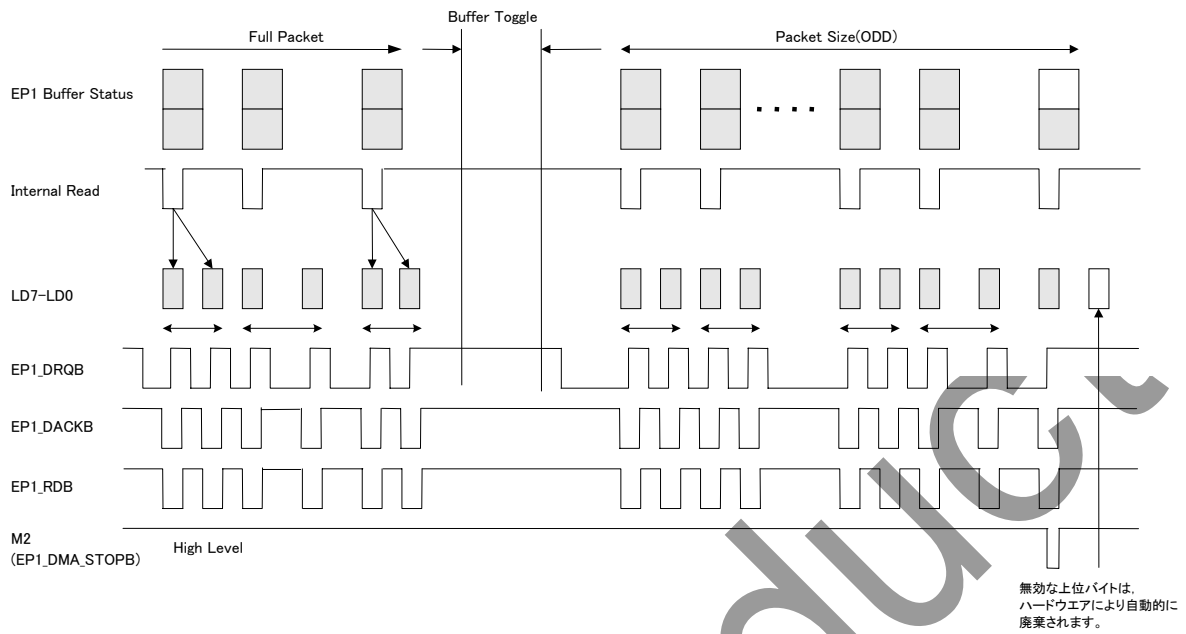 Buffer Toggle
Full Packet
Packet Size(ODD)
EP1 Buffer Status
Internal Read
LD7-LD0
EP1_DRQB
EP1_DACKB
EP1_RDB
M2
(EP1_DMA_STOPB)
High Level
無効な上位バイトは,
ハードウエアにより自動的に
廃棄されます。